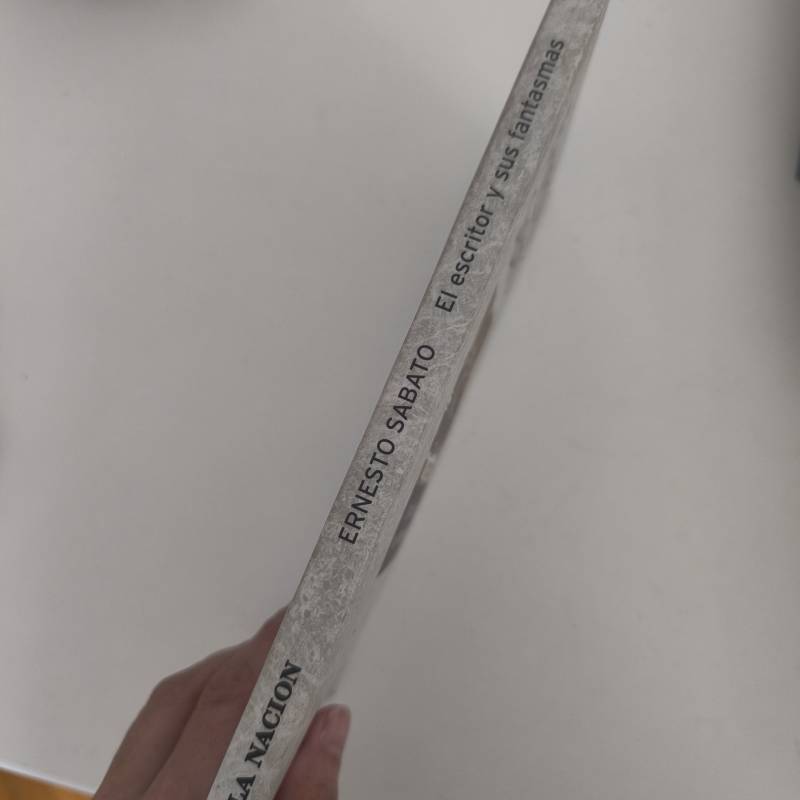 LA NACION
ERNESTO SABATO El escritor y sus fantasmas